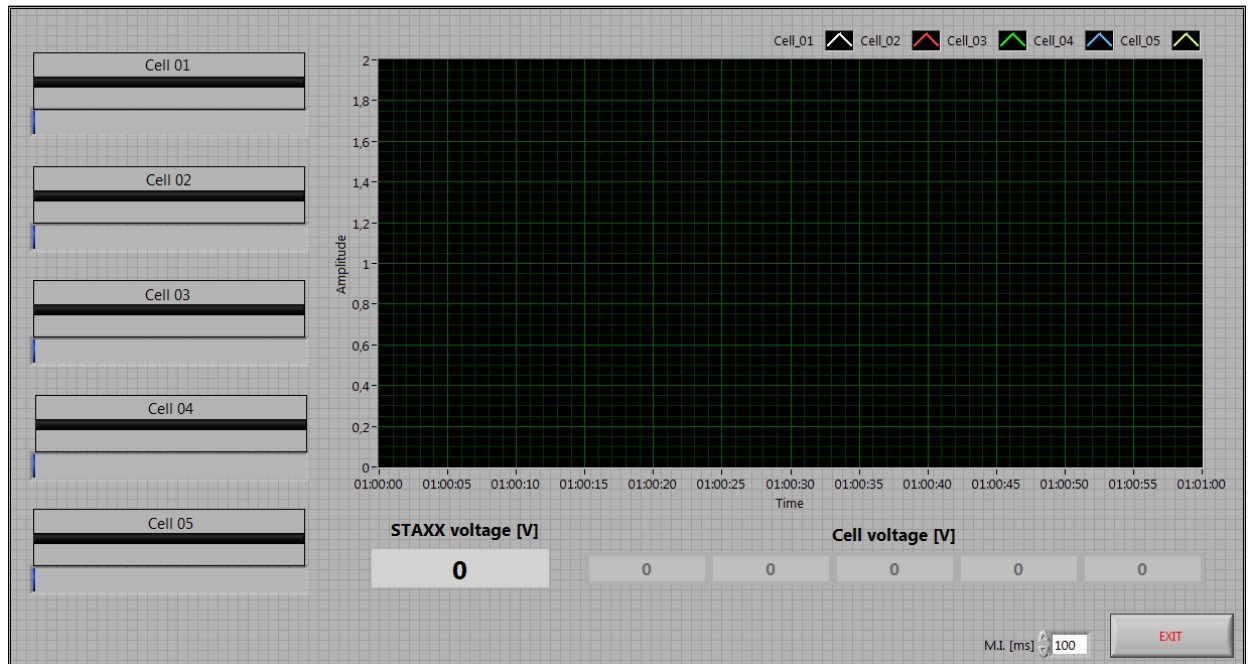 Cell_01 Cell_02 Cell_03 Cell_04 Cell_05
Cell 01
Cell 02
Cell 03
Cell 04
Cell 05
Amplitude
2
1,8
1,6
1,4
1,2
1
0,8
0,6
0,4
0,2
0
01:00:00 01:00:05 01:00:10 01:00:15 01:00:20 01:00:25 01:00:30 01:00:35 01:00:40 01:00:45 01:00:50 01:00:55 01:01:00
Time
STAXX voltage [V]
0
Cell voltage [V]
0 0 0 0 0
M.I. [ms] 100
EXIT